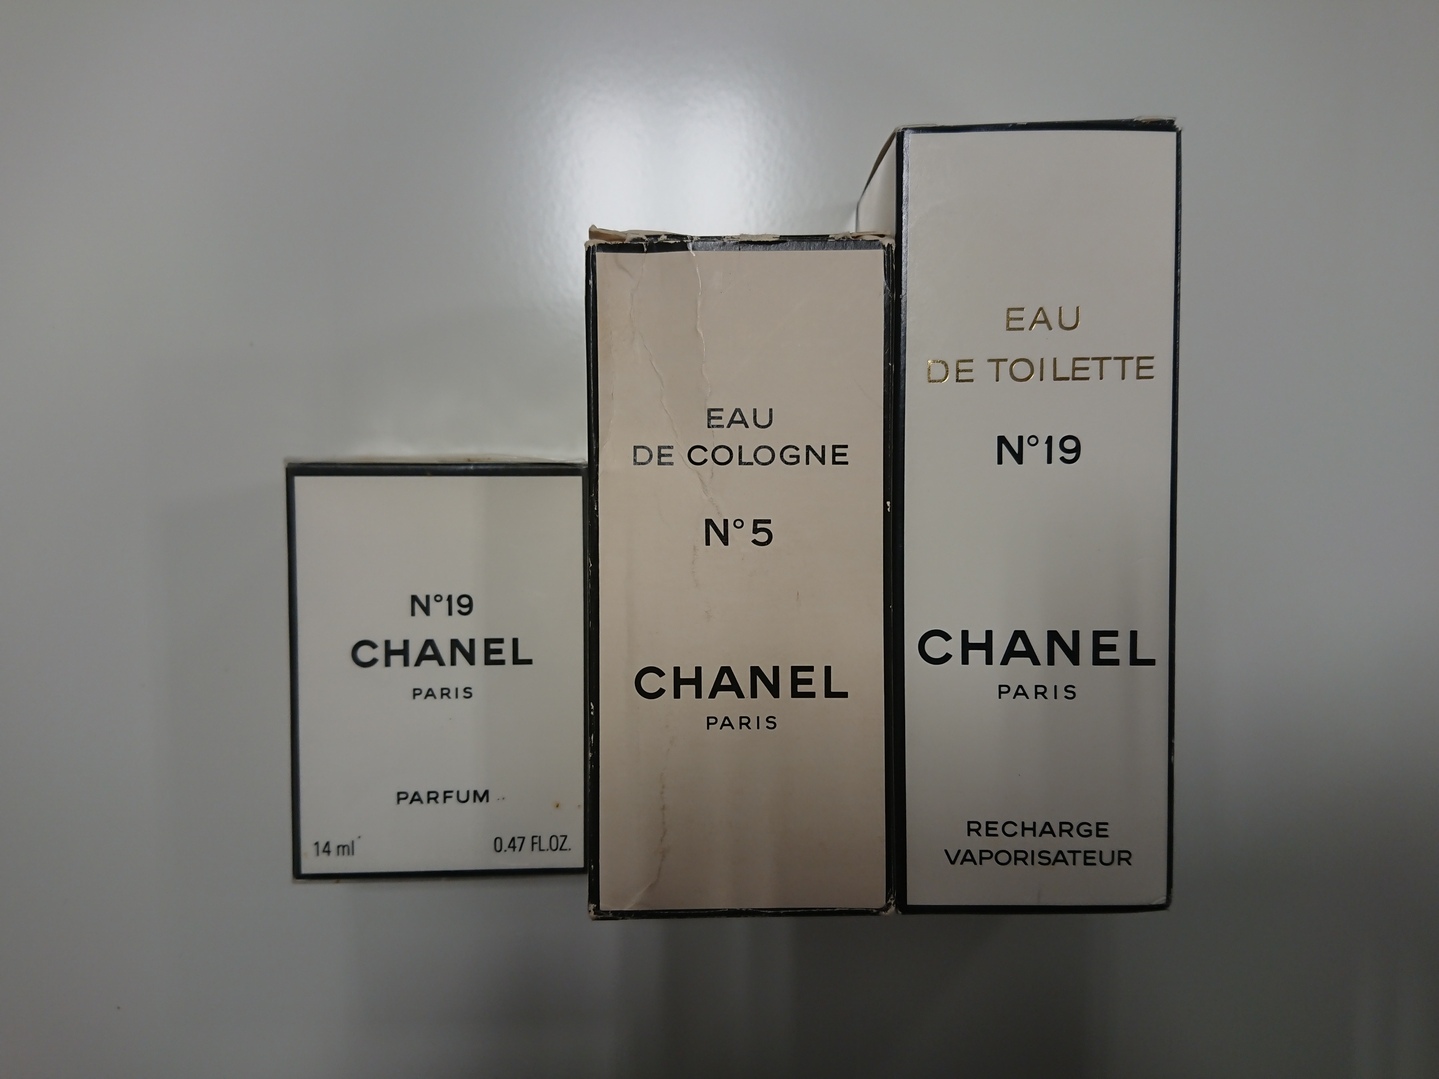 N°19
CHANEL
PARIS
PARFUM
14 ml
0.47 FL.OZ.
EAU
DE COLOGNE
N°5
CHANEL
PARIS
EAU
DE TOILETTE
N°19
CHANEL
PARIS
RECHARGE
VAPORISATEUR